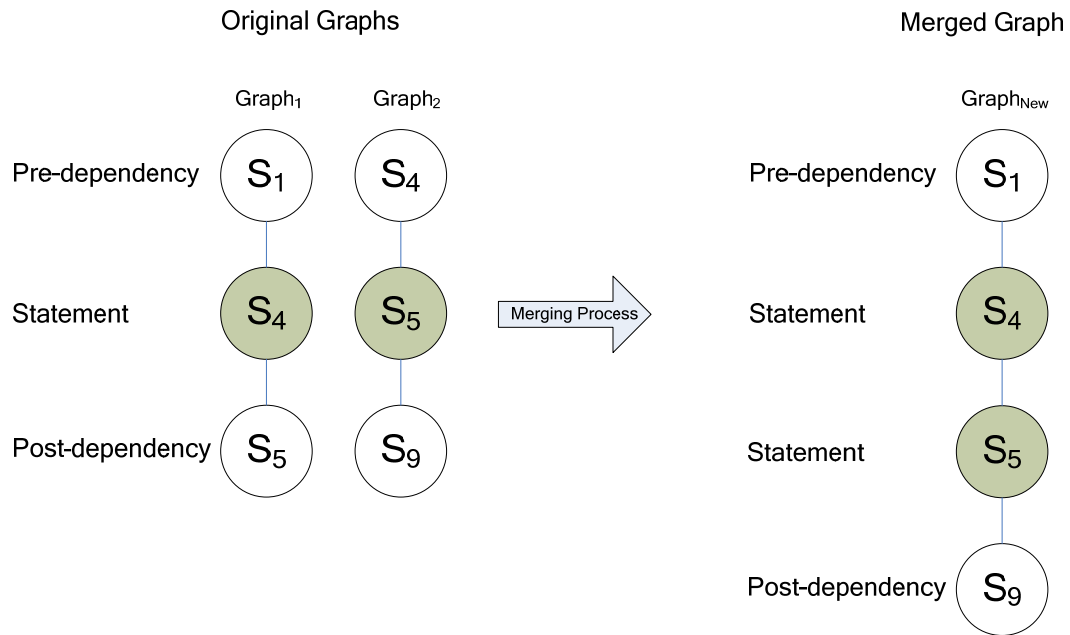 Original Graphs
Merged Graph
Graph₁ Graph₂
Graph_New
Pre-dependency S₁ S₄
Pre-dependency S₁
Statement S₄ S₅
Merging Process
Statement S₄
Post-dependency S₅ S₉
Statement S₅
Post-dependency S₉